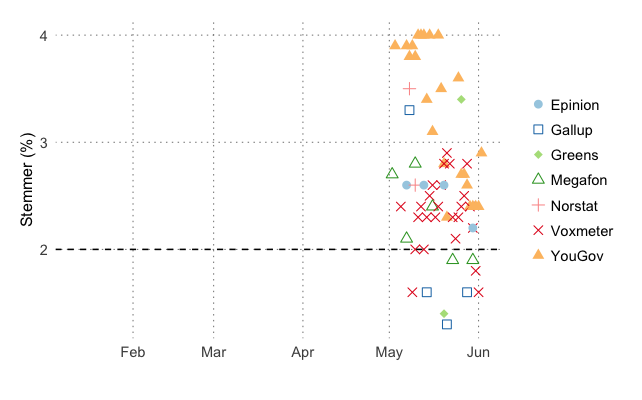 4
3
2
Stemmer (%)
Feb Mar Apr May Jun
Epinion
Gallup
Greens
Megafon
Norstat
Voxmeter
YouGov